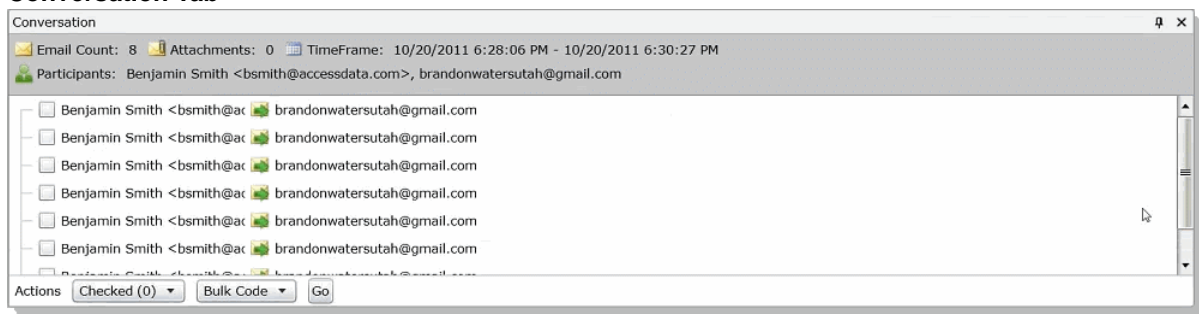 Conversation
Email Count: 8 Attachments: 0 TimeFrame: 10/20/2011 6:28:06 PM - 10/20/2011 6:30:27 PM
Participants: Benjamin Smith <bsmith@accessdata.com>, brandonwatersutah@gmail.com
Benjamin Smith <bsmith@ac brandonwatersutah@gmail.com
Benjamin Smith <bsmith@ac brandonwatersutah@gmail.com
Benjamin Smith <bsmith@ac brandonwatersutah@gmail.com
Benjamin Smith <bsmith@ac brandonwatersutah@gmail.com
Benjamin Smith <bsmith@ac brandonwatersutah@gmail.com
Benjamin Smith <bsmith@ac brandonwatersutah@gmail.com
Actions Checked (0) Bulk Code Go